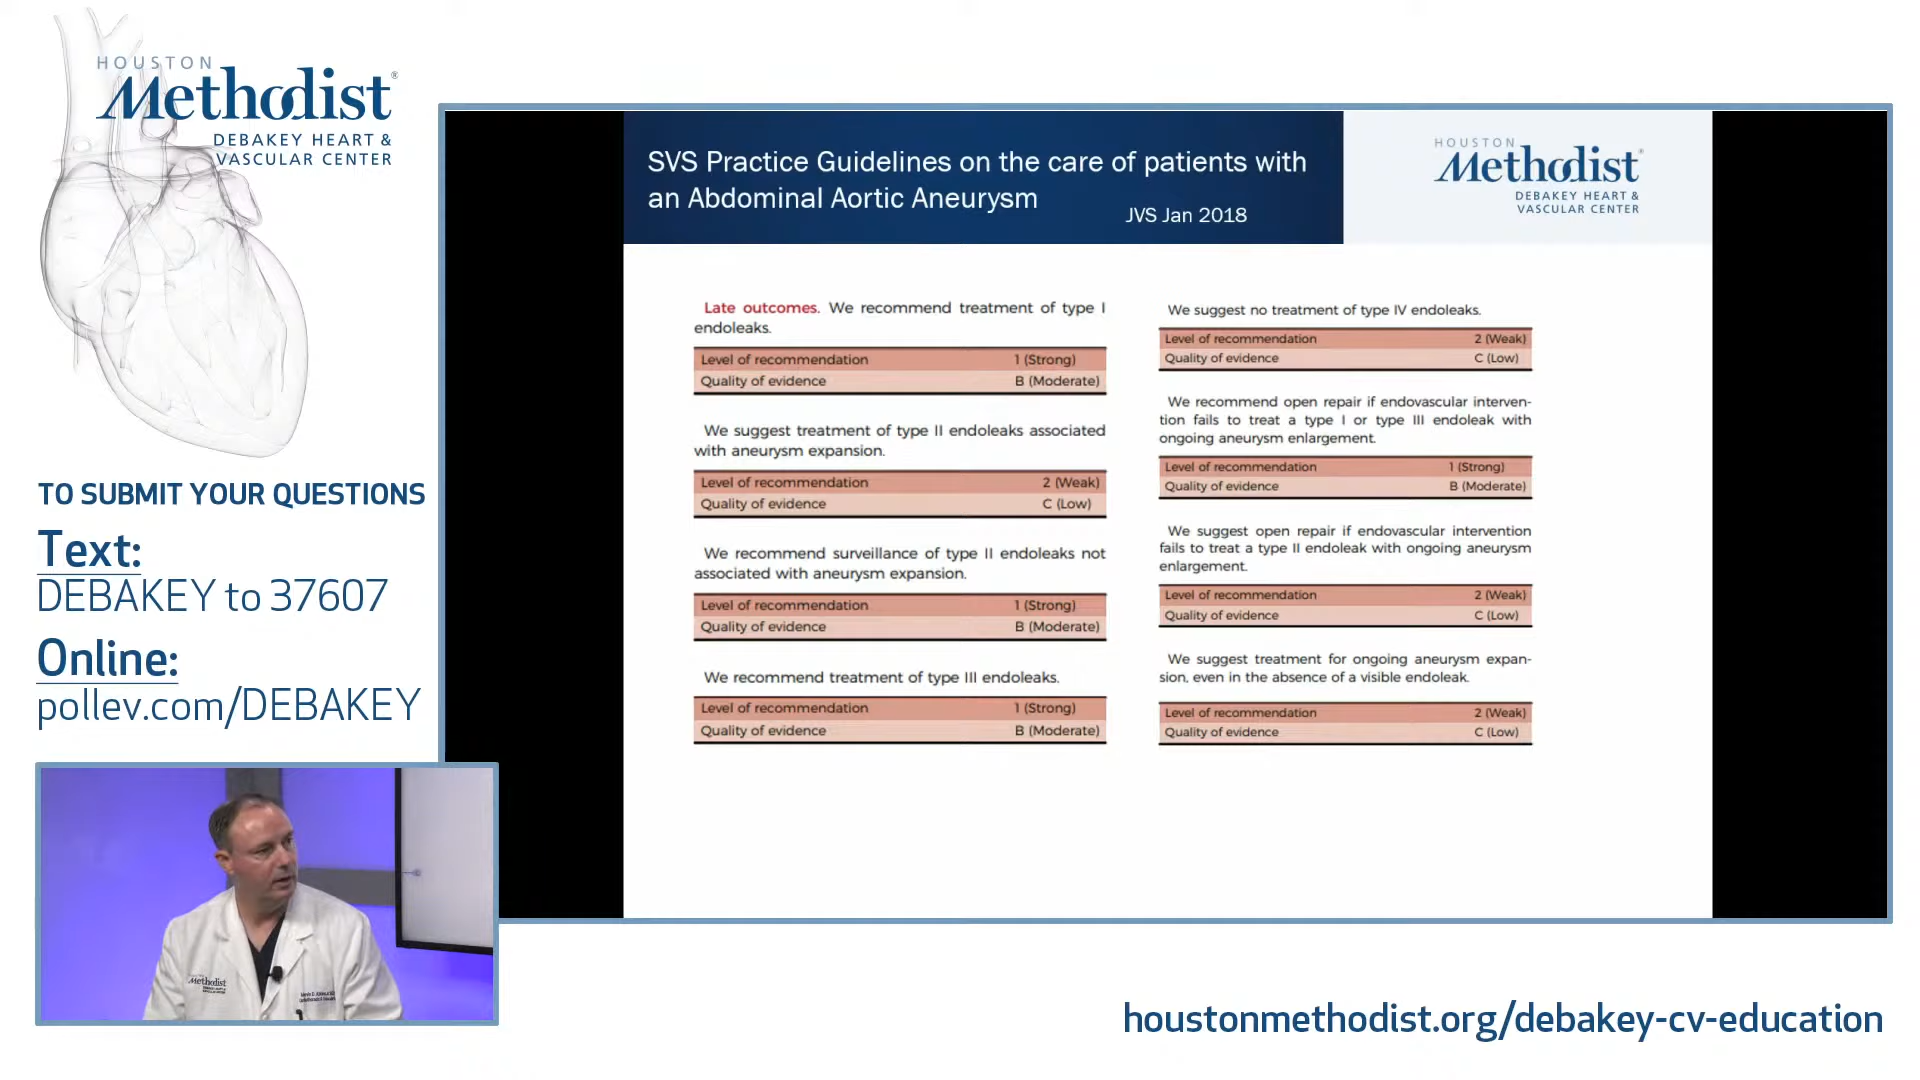 HOUSTON
Methodist®
DEBAKEY HEART &
VASCULAR CENTER
TO SUBMIT YOUR QUESTIONS
Text:
DEBAKEY to 37607
Online:
pollev.com/DEBAKEY
SVS Practice Guidelines on the care of patients with
an Abdominal Aortic Aneurysm
JVS Jan 2018
HOUSTON
Methodist®
DEBAKEY HEART &
VASCULAR CENTER
Late outcomes. We recommend treatment of type I
endoleaks.
Level of recommendation 1 (Strong)
Quality of evidence B (Moderate)
We suggest treatment of type II endoleaks associated
with aneurysm expansion.
Level of recommendation 2 (Weak)
Quality of evidence C (Low)
We recommend surveillance of type II endoleaks not
associated with aneurysm expansion.
Level of recommendation 1 (Strong)
Quality of evidence B (Moderate)
We recommend treatment of type III endoleaks.
Level of recommendation 1 (Strong)
Quality of evidence B (Moderate)
We suggest no treatment of type IV endoleaks.
Level of recommendation 2 (Weak)
Quality of evidence C (Low)
We recommend open repair if endovascular interven-
tion fails to treat a type I or type III endoleak with
ongoing aneurysm enlargement.
Level of recommendation 1 (Strong)
Quality of evidence B (Moderate)
We suggest open repair if endovascular intervention
fails to treat a type II endoleak with ongoing aneurysm
enlargement.
Level of recommendation 2 (Weak)
Quality of evidence C (Low)
We suggest treatment for ongoing aneurysm expan-
sion, even in the absence of a visible endoleak.
Level of recommendation 2 (Weak)
Quality of evidence C (Low)
Methodist
houstonmethodist.org/debakey-cv-education